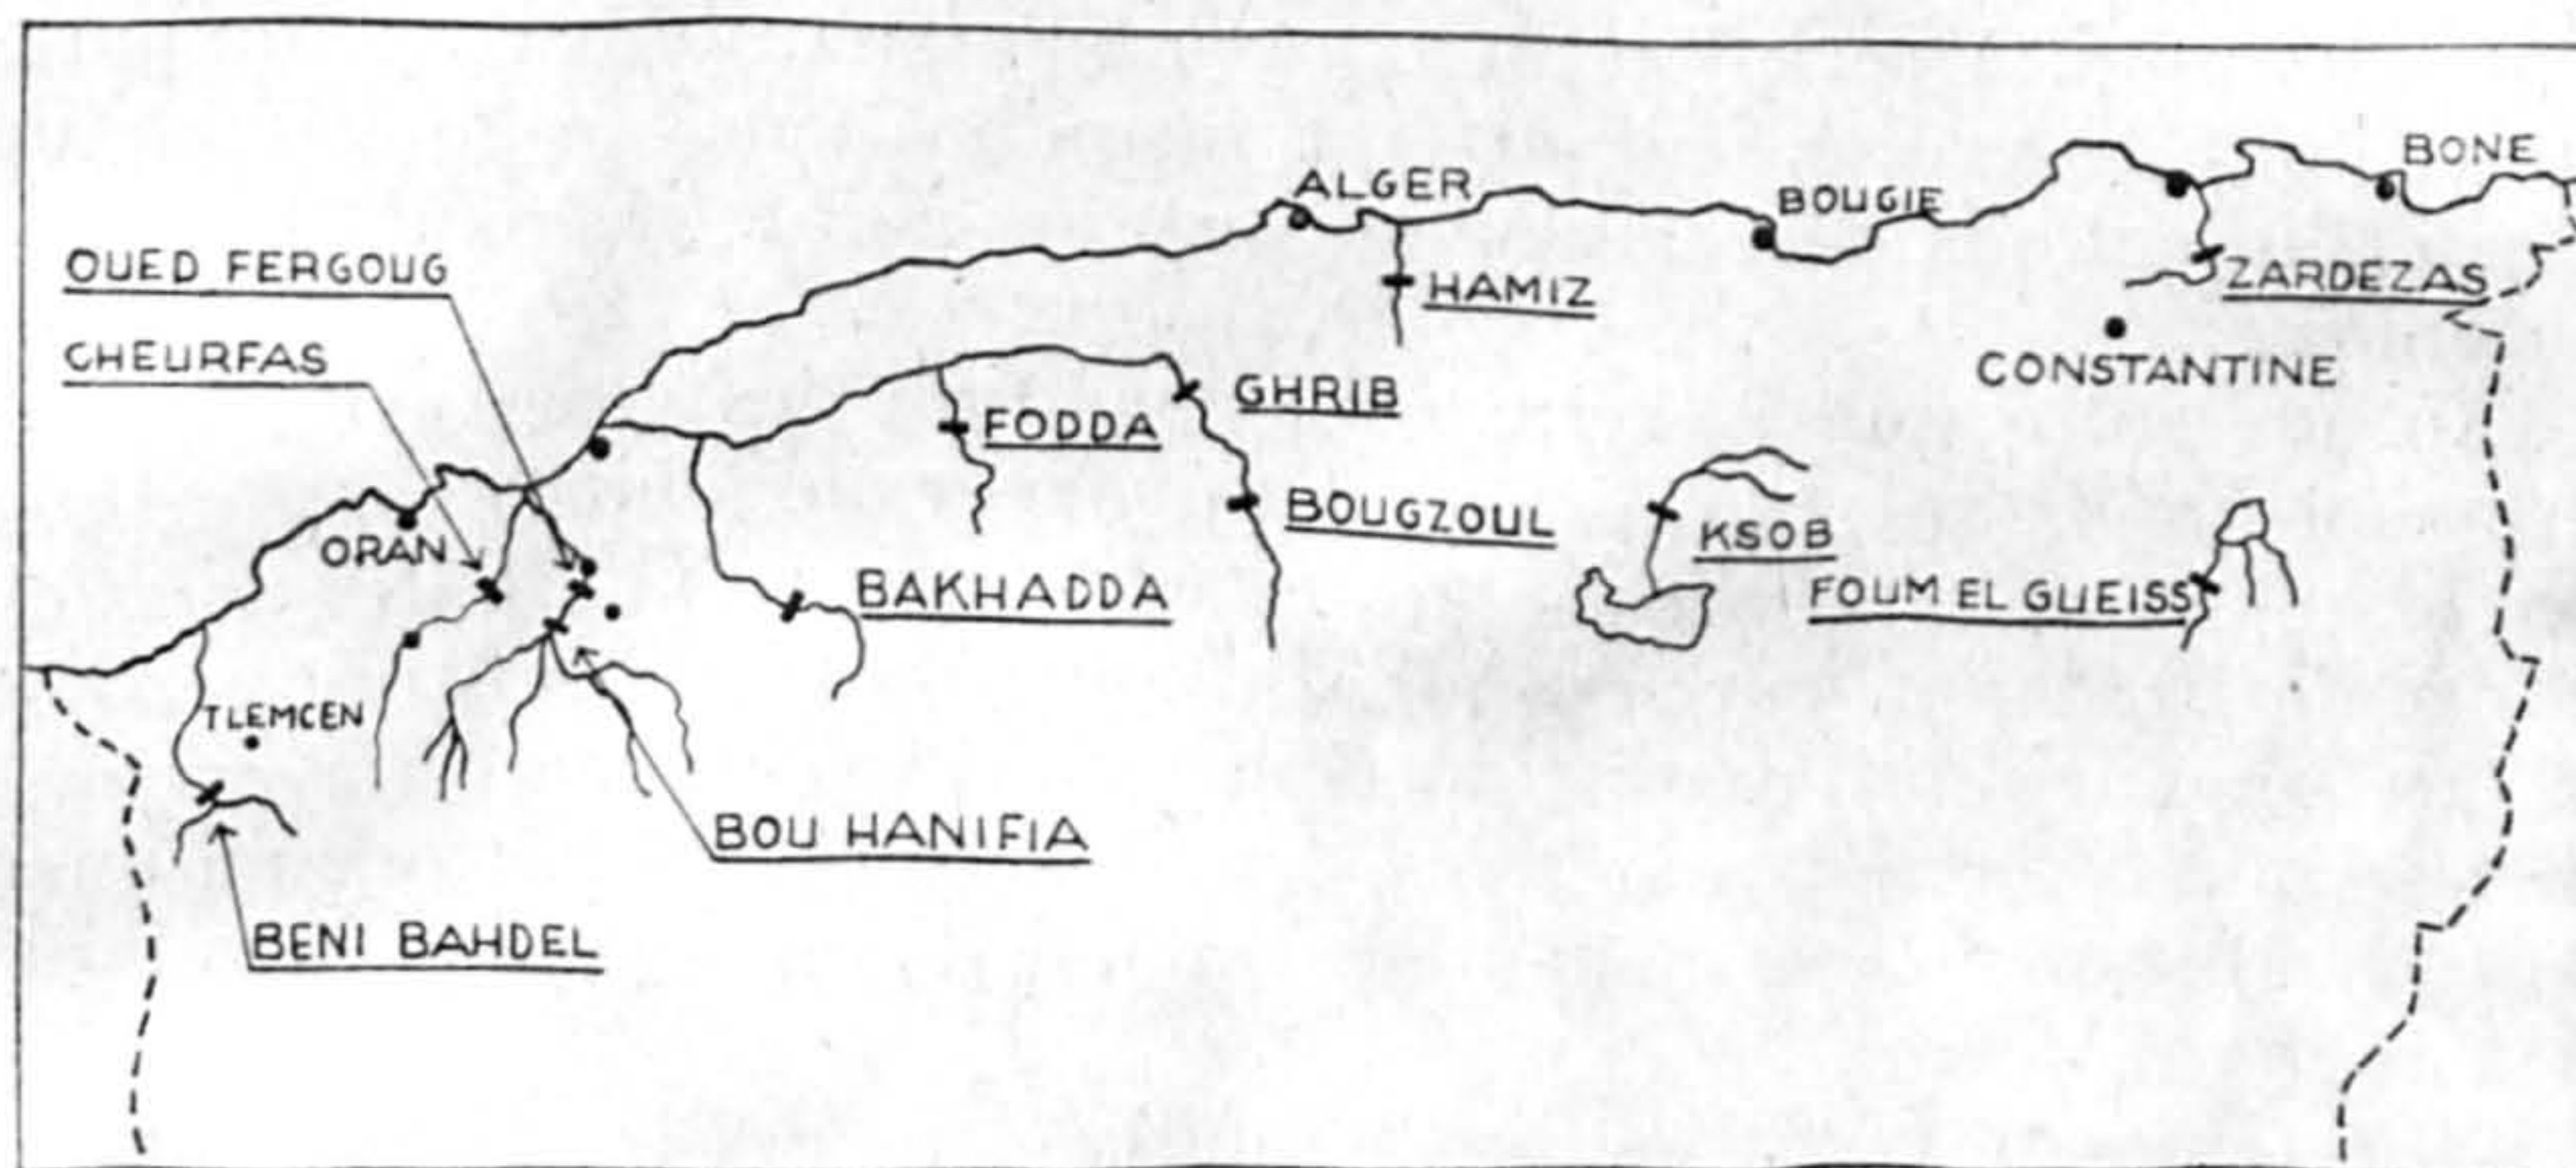 BONE
ALGER
BOUGIE
OUED FERGOUG
HAMIZ
ZARDEZAS
CHEURFAS
CONSTANTINE
GHRIB
FODDA
BOUGZOUL
ORAN
KSOB
BAKHADDA
FOUM EL GUEISS
TLEMCEN
BOU HANIFIA
BENI BAHDEL